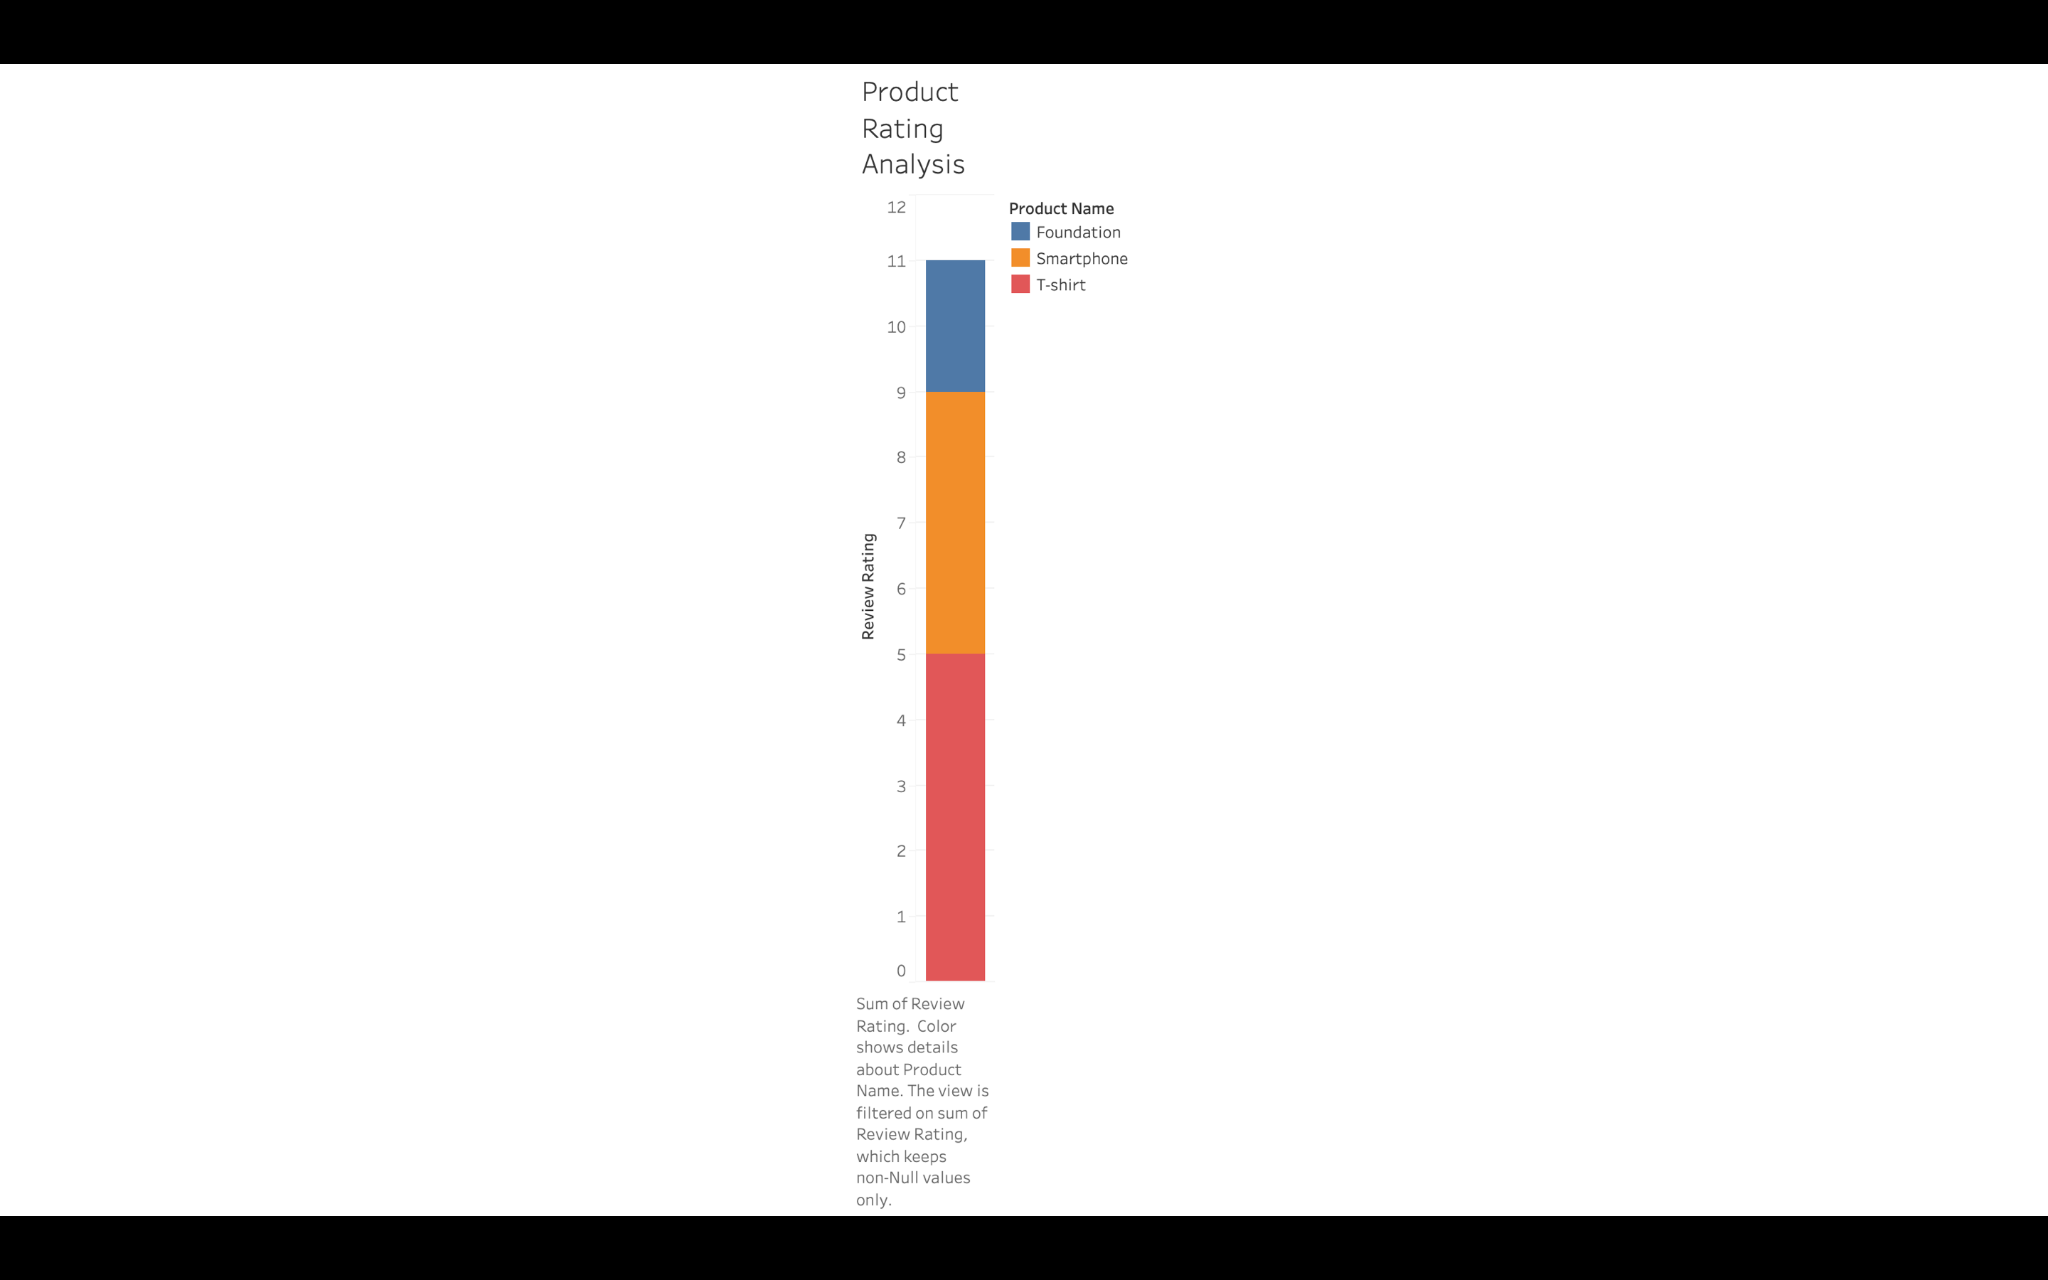 Product
Rating
Analysis
12
11
10
9
8
7
6
5
4
3
2
1
0
Review Rating
Product Name
Foundation
Smartphone
T-shirt
Sum of Review
Rating.  Color
shows details
about Product
Name. The view is
filtered on sum of
Review Rating,
which keeps
non-Null values
only.